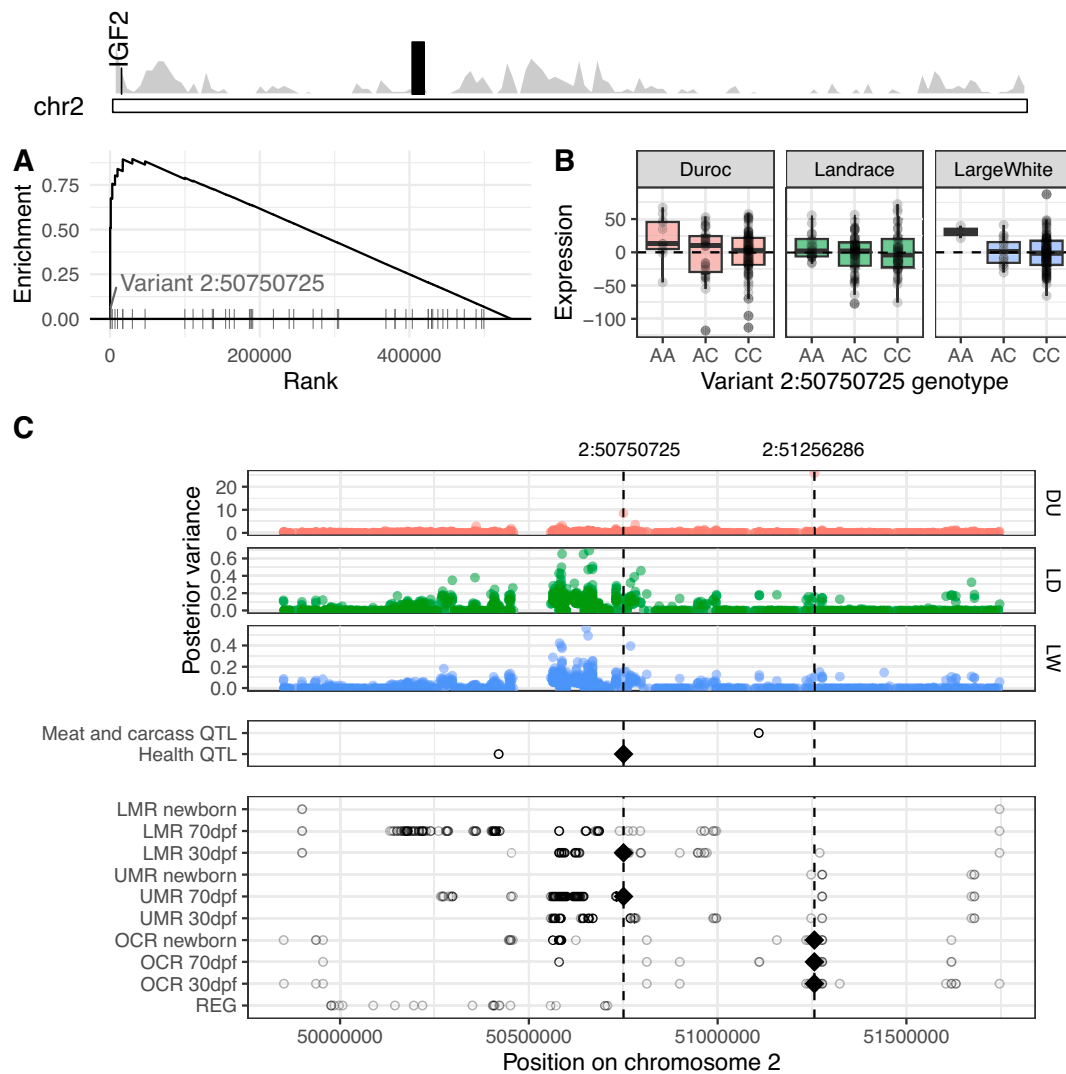 IGF2
chr2
A
Enrichment
0.75
0.50
0.25
0.00
Variant 2:50750725
0
200000
400000
Rank
B
Duroc
Landrace
LargeWhite
Expression
50
0
−50
−100
AA
AC
CC
AA
AC
CC
AA
AC
CC
Variant 2:50750725 genotype
C
2:50750725
2:51256286
Posterior variance
20
10
0
DU
0.6
0.4
0.2
0.0
LD
0.4
0.2
0.0
LW
Meat and carcass QTL
Health QTL
LMR newborn
LMR 70dpf
LMR 30dpf
UMR newborn
UMR 70dpf
UMR 30dpf
OCR newborn
OCR 70dpf
OCR 30dpf
REG
50000000
50500000
51000000
51500000
Position on chromosome 2